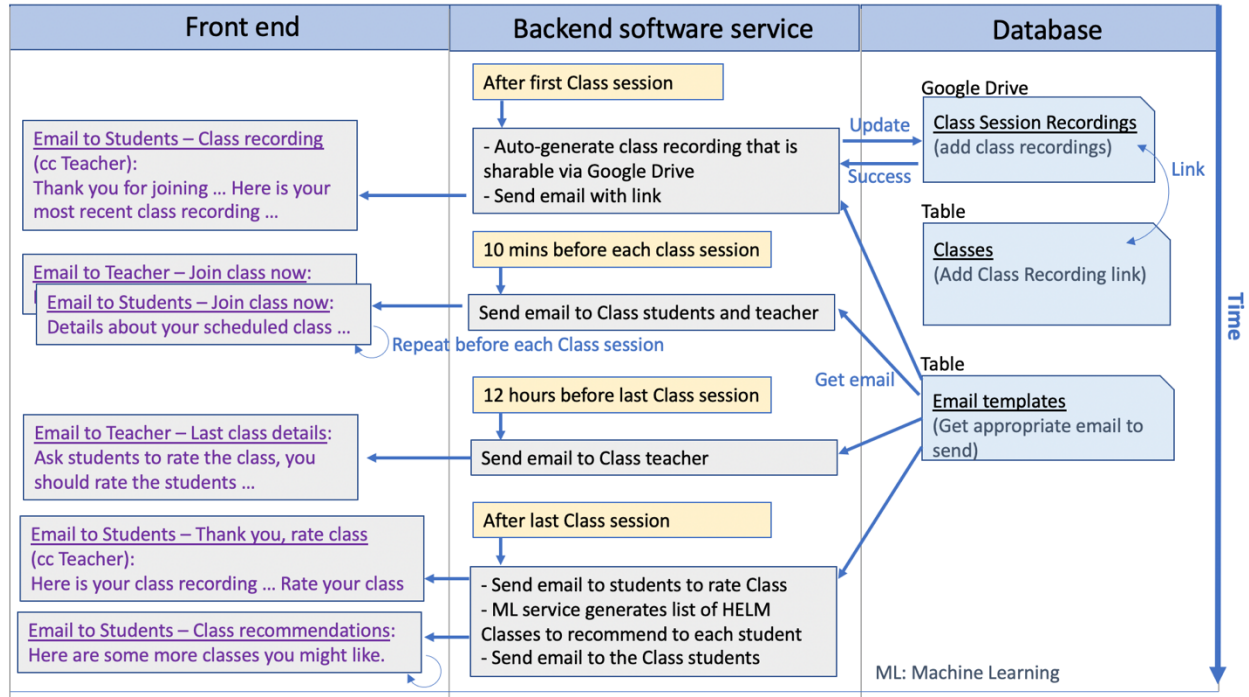 Front end
Backend software service
Database
After first Class session
Google Drive
Email to Students – Class recording
(cc Teacher):
Thank you for joining ... Here is your
most recent class recording ...
- Auto-generate class recording that is
sharable via Google Drive
- Send email with link
Update
Success
Class Session Recordings
(add class recordings)
Link
Table
Classes
(Add Class Recording link)
10 mins before each class session
Email to Teacher – Join class now:
Email to Students – Join class now:
Details about your scheduled class ...
Send email to Class students and teacher
Repeat before each Class session
Time
Table
Get email
Email templates
(Get appropriate email to
send)
12 hours before last Class session
Email to Teacher – Last class details:
Ask students to rate the class, you
should rate the students ...
Send email to Class teacher
After last Class session
Email to Students – Thank you, rate class
(cc Teacher):
Here is your class recording ... Rate your class
- Send email to students to rate Class
- ML service generates list of HELM
Classes to recommend to each student
- Send email to the Class students
Email to Students – Class recommendations:
Here are some more classes you might like.
ML: Machine Learning